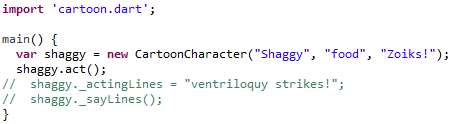 import 'cartoon.dart';

main() {
  var shaggy = new CartoonCharacter("Shaggy", "food", "Zoiks!");
  shaggy.act();
//  shaggy._actingLines = "ventriloquy strikes!";
//  shaggy._sayLines();
}